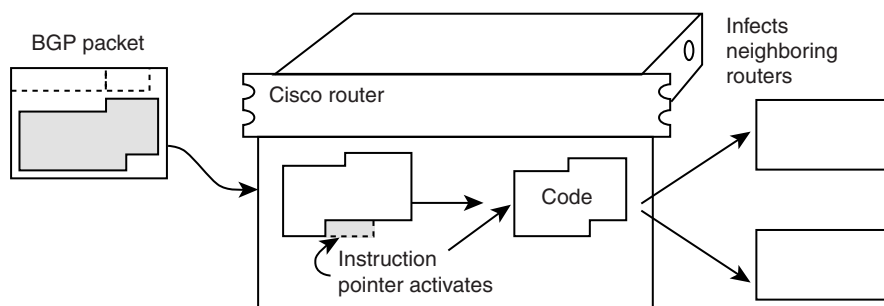 BGP packet
Cisco router
Infects
neighboring
routers
Code
Instruction
pointer activates